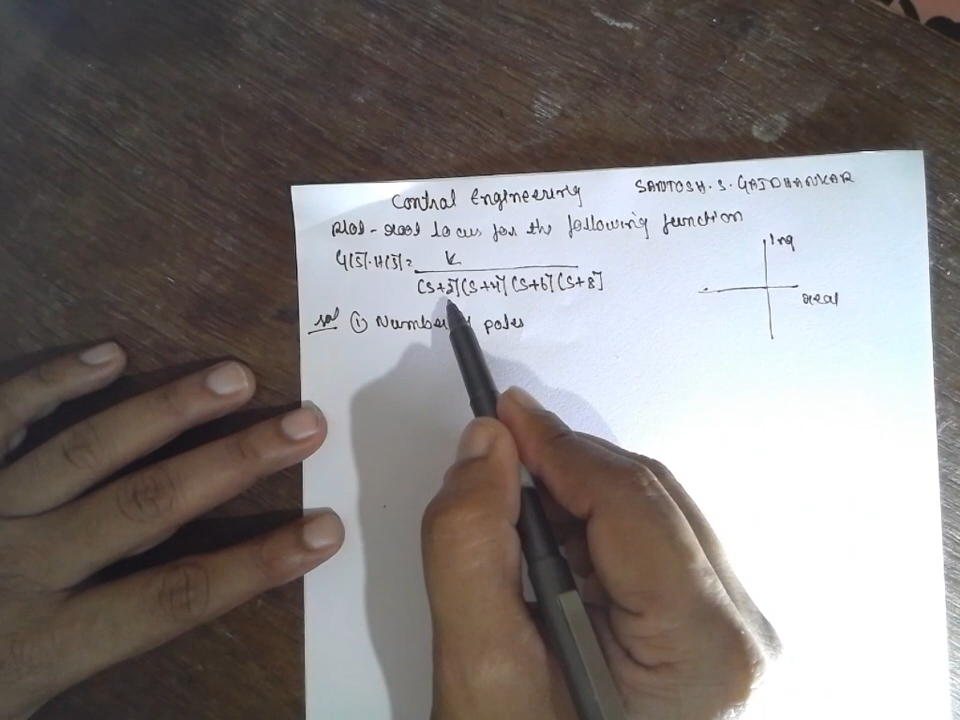 Control Engineering SANTOSH.S.GAIDHANKAR
Plot-root locus for the following function
G(S).H(S)= K
(S+2)(S+4)(S+6)(S+8)
Img
real
Sol ① Number of poles